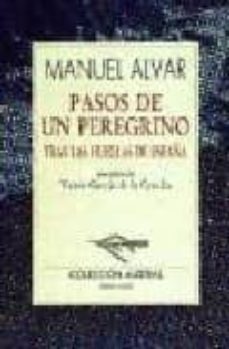 MANUEL ALVAR
PASOS DE
UN PEREGRINO
TRAS LAS HUELLAS DE ESPAÑA
COLECCIÓN AUSTRAL